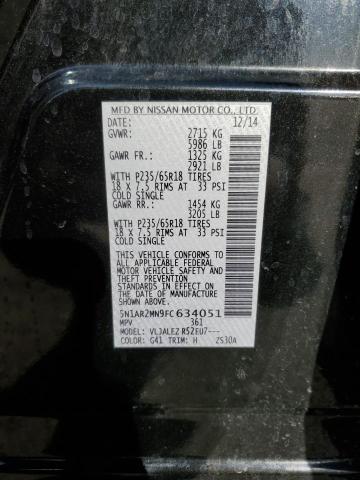 MFD BY NISSAN MOTOR CO., LTD.
DATE: 12/14
GVWR: 2715 KG
5986 LB
GAWR FR.: 1325 KG
2921 LB
WITH P235/65R18 TIRES
18 x 7.5 RIMS AT 33 PSI
COLD SINGLE
GAWR RR.: 1454 KG
3205 LB
WITH P235/65R18 TIRES
18 x 7.5 RIMS AT 33 PSI
COLD SINGLE
THIS VEHICLE CONFORMS TO ALL
APPLICABLE FEDERAL MOTOR
VEHICLE SAFETY STANDARDS
IN EFFECT ON THE DATE OF
MANUFACTURE SHOWN ABOVE.
5N1AR2MN9FC634051
MPV 361
MODEL: VLJALEZ R52EU7---
COLOR: G41 TRIM: H ZS30A